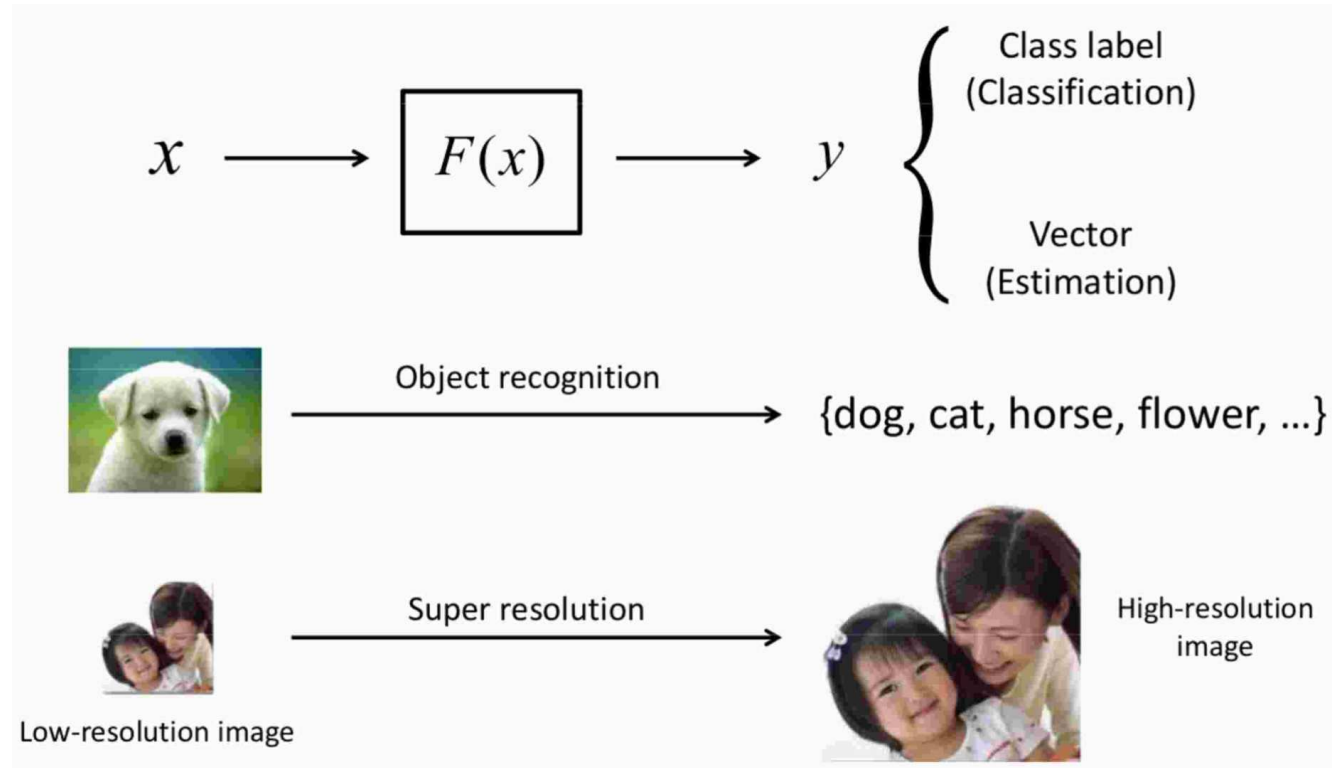 Class label
(Classification)
x
F(x)
y
Vector
(Estimation)
Object recognition
{dog, cat, horse, flower, ...}
Super resolution
High-resolution
image
Low-resolution image